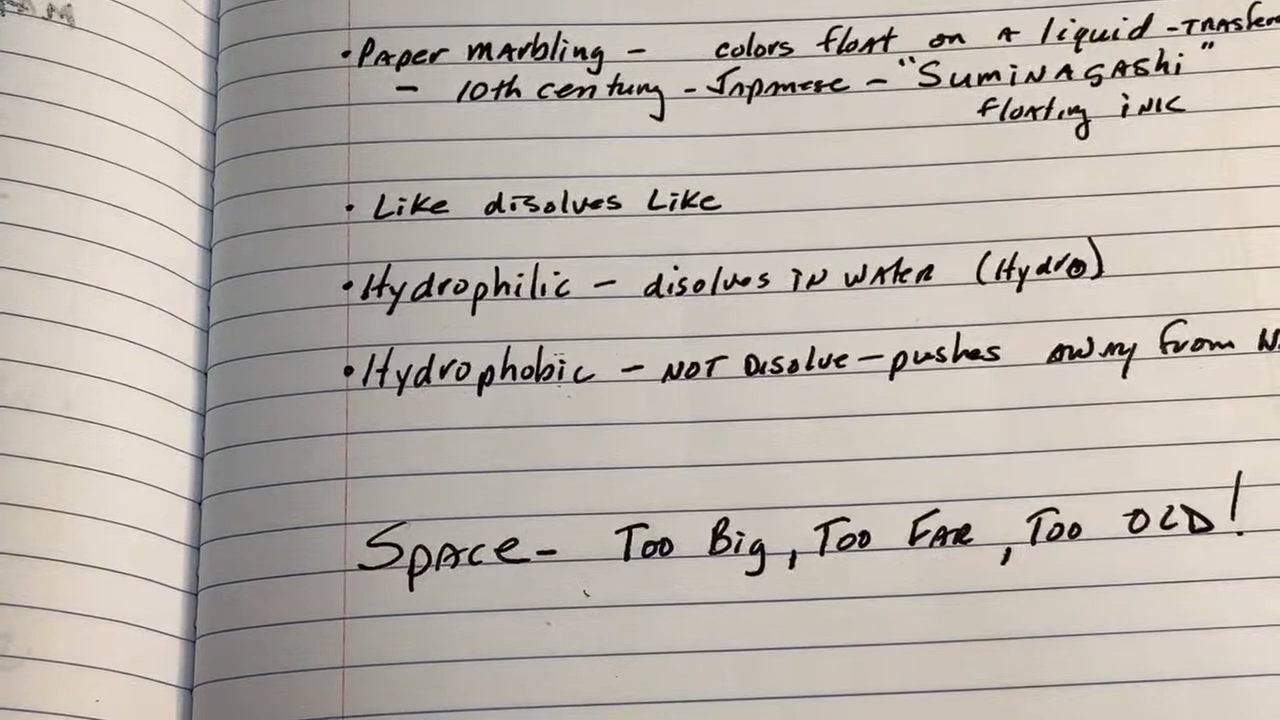 • Paper marbling - colors float on a liquid - TRASfer
- 10th century - Japanese - "SumiNAGAShi"
floating iNK
• Like disolves Like
• Hydrophilic - disolves IN WATER (Hydro)
• Hydrophobic - NOT Disolve - pushes away from
Space - Too Big, Too FAR, Too OLD!